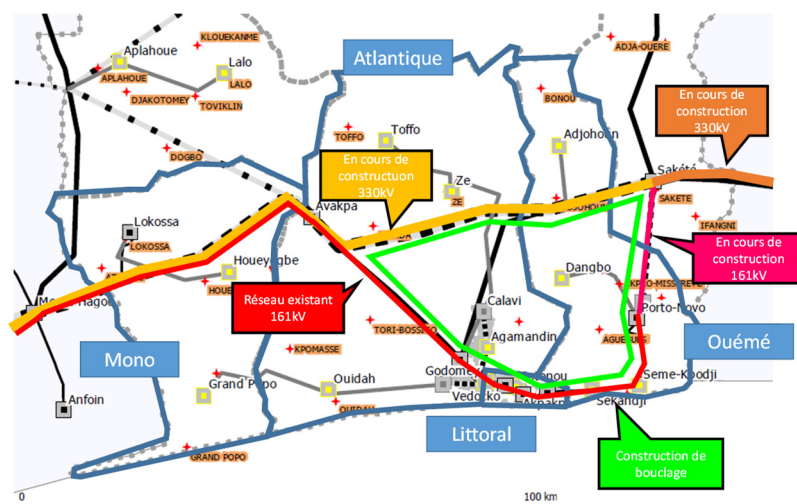 KLOUEKANME
Aplahoue
Lalo
APLAHOUE
LALO
DJAKOTOMEY
TOVIKLIN
Atlantique
ADJA-OUERE
BONOU
En cours de
construction
330kV
TOFFO
Toffo
Adjohoun
DOGBO
En cours de
constructuon
330kV
Ze
ZE
Sakété
SAKETE
Avakpa
IFANGNI
Lokossa
LOKOSSA
Houeyogbe
En cours de
construction
161kV
Dangbo
Réseau existant
161kV
Calavi
Porto-Novo
TORI-BOSSITO
Agamandin
AGUEGUES
Ouémé
Mono
KPOMASSE
Grand Popo
Ouidah
OUIDAH
Seme-Kpodji
Sekandji
Anfoin
Littoral
Construction de
bouclage
GRAND POPO
0
100 km